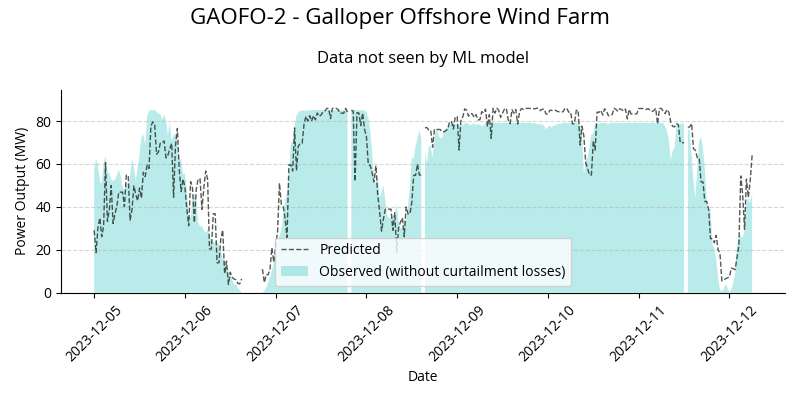 GAOFO-2 - Galloper Offshore Wind Farm
Data not seen by ML model
Power Output (MW)
80
60
40
20
0
Predicted
Observed (without curtailment losses)
2023-12-05
2023-12-06
2023-12-07
2023-12-08
2023-12-09
2023-12-10
2023-12-11
2023-12-12
Date